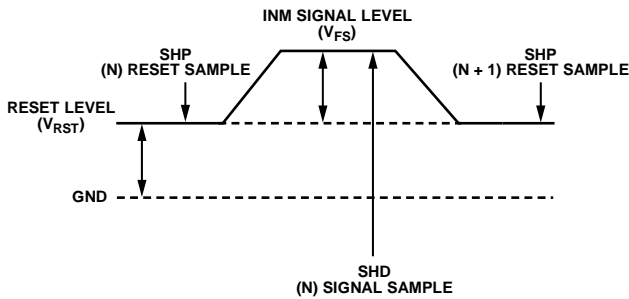 INM SIGNAL LEVEL
(VFS)
SHP
(N) RESET SAMPLE
SHP
(N + 1) RESET SAMPLE
RESET LEVEL
(VRST)
GND
SHD
(N) SIGNAL SAMPLE